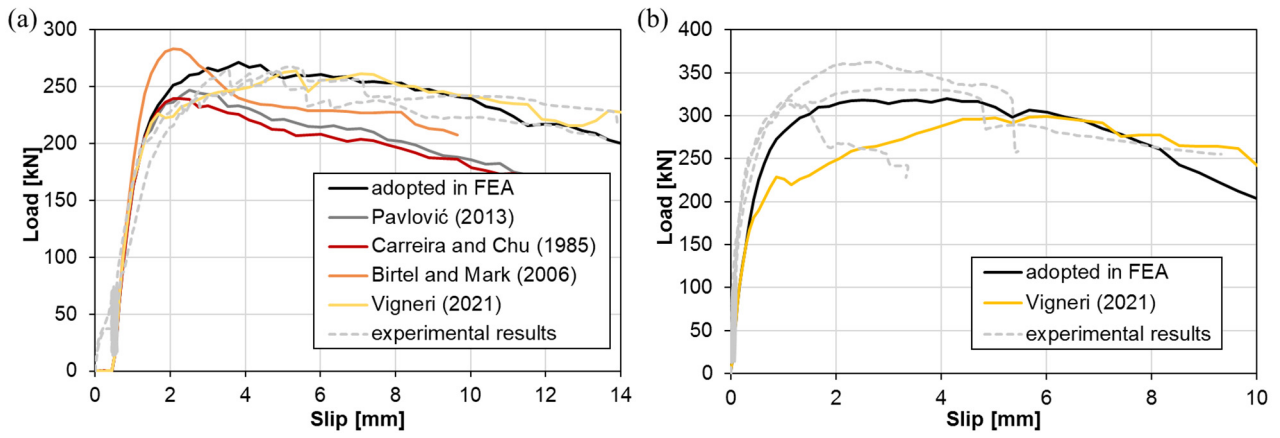 (a)
300
250
200
150
100
50
0
Load [kN]
0 2 4 6 8 10 12 14
Slip [mm]
adopted in FEA
Pavlović (2013)
Carreira and Chu (1985)
Birtel and Mark (2006)
Vigneri (2021)
experimental results
(b)
400
350
300
250
200
150
100
50
0
Load [kN]
0 2 4 6 8 10
Slip [mm]
adopted in FEA
Vigneri (2021)
experimental results